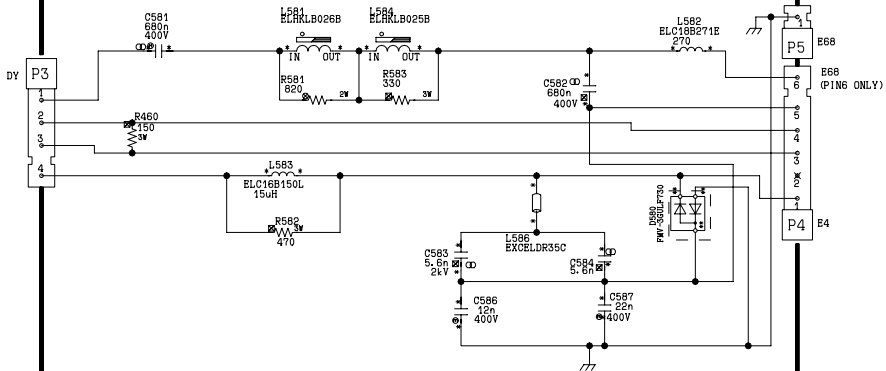 C581
680n
400V
L581
ELHKLB026B
L584
ELHKLB025B
L582
ELC18B271E
270
1
P5
E68
IN
OUT
IN
OUT
DY
P3
R581
820
2W
R583
330
3W
C582
680n
400V
6
E68
(PIN6 ONLY)
1
2
R460
150
3W
3
4
5
4
3
2
1
L583
ELC16B150L
15uH
R582
3W
470
D580
FMV-3GULF730
P4
E4
L586
EXCELDR35C
C583
5.6n
2kV
C584
5.6n
C586
12n
400V
C587
22n
400V